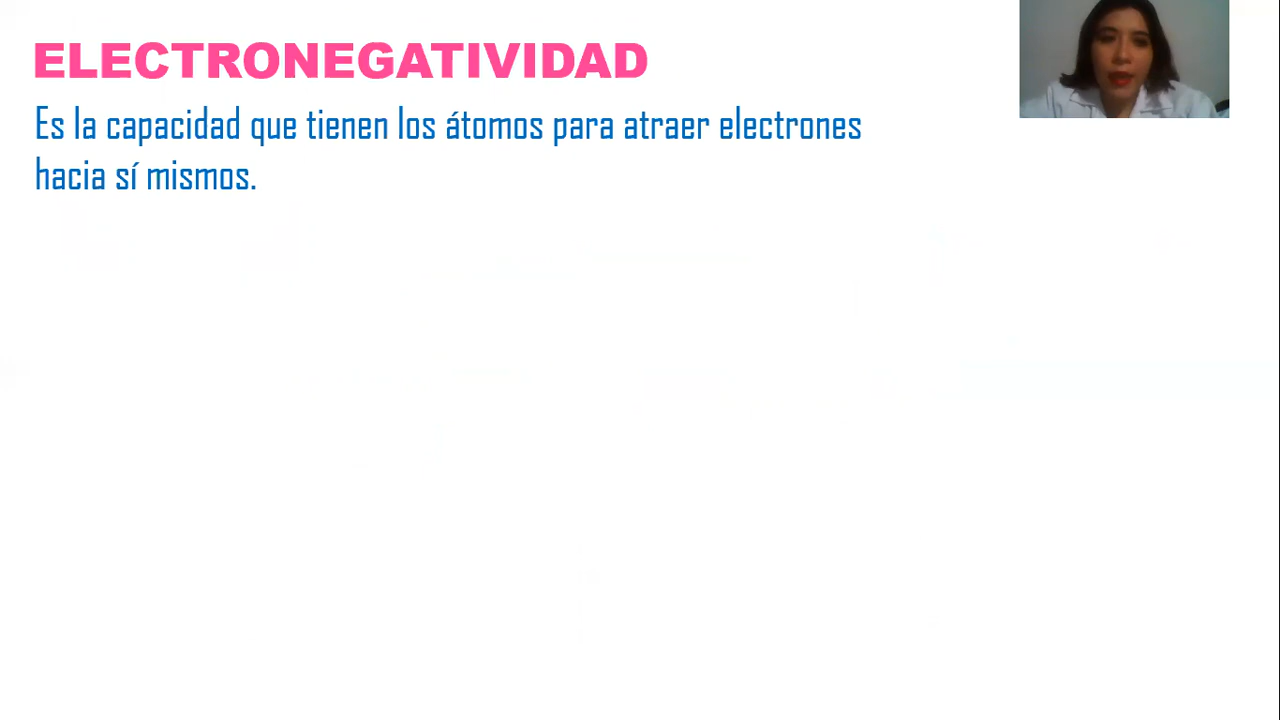 ELECTRONEGATIVIDAD
Es la capacidad que tienen los átomos para atraer electrones
hacia sí mismos.